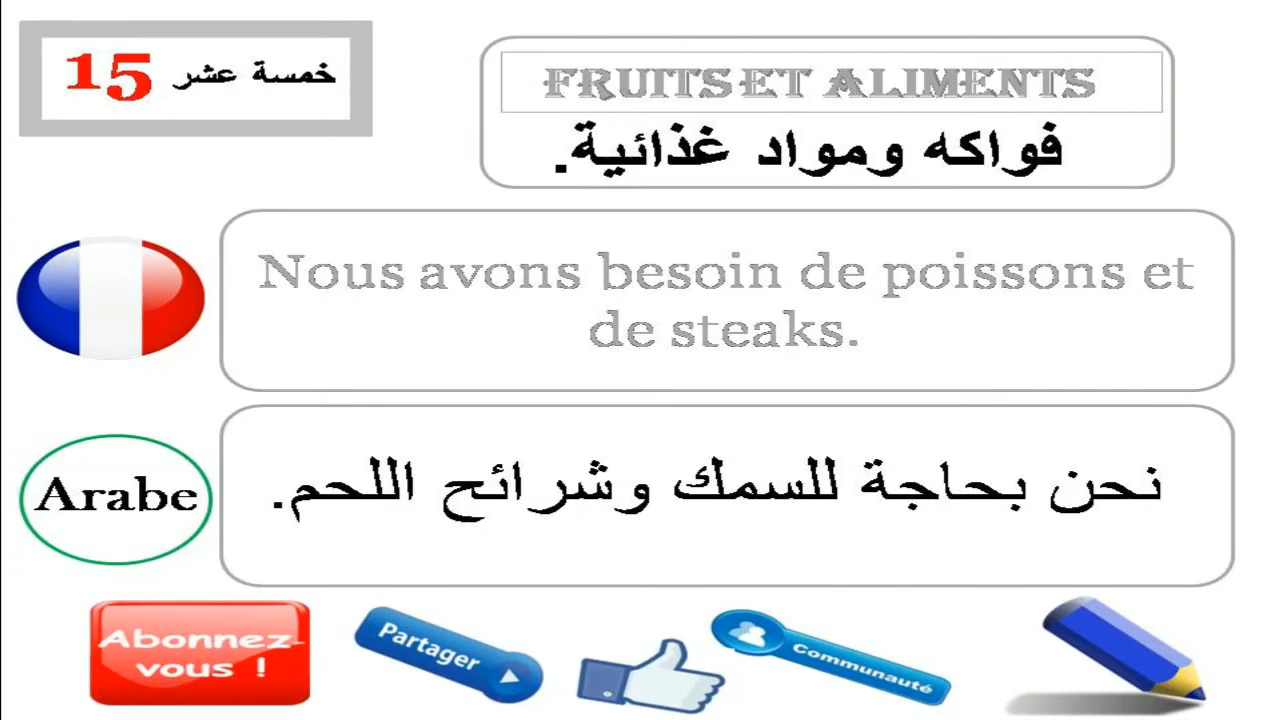 15 خمسة عشر
FRUITS ET ALIMENTS
فواكه ومواد غذائية.
Nous avons besoin de poissons et
de steaks.
Arabe
نحن بحاجة للسمك وشرائح اللحم.
Abonnez-
vous !
Partager
Communauté